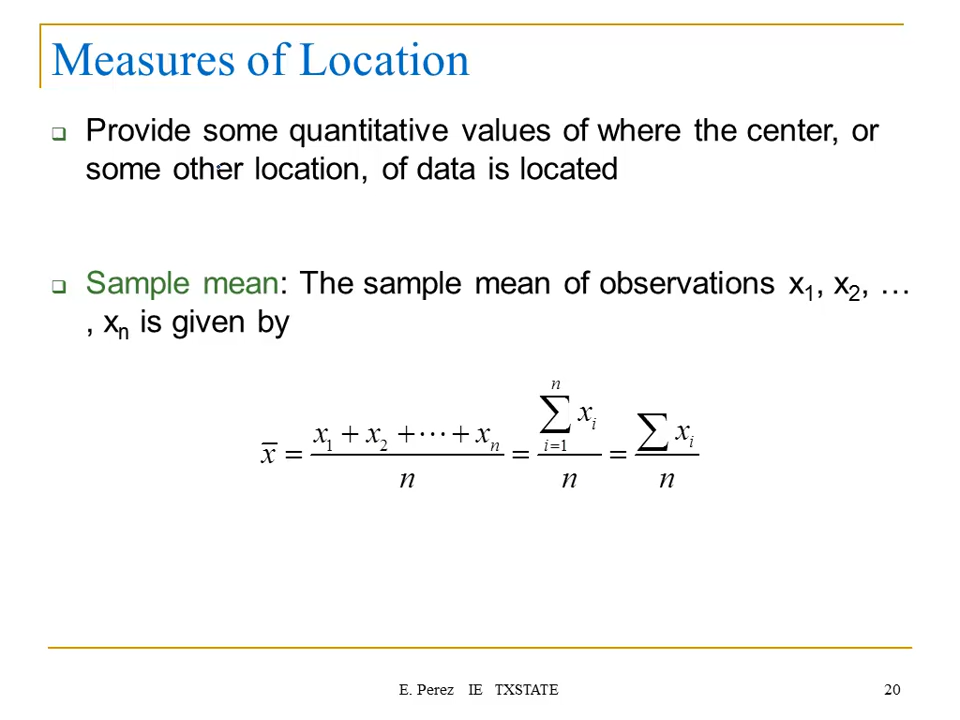 Measures of Location
❑ Provide some quantitative values of where the center, or
some other location, of data is located
❑ Sample mean: The sample mean of observations x₁, x₂, …
, xₙ is given by
x̄ = (x₁ + x₂ + ⋯ + xₙ)/n = (∑ᵢ₌₁ⁿ xᵢ)/n = (∑ xᵢ)/n
E. Perez IE TXSTATE 20